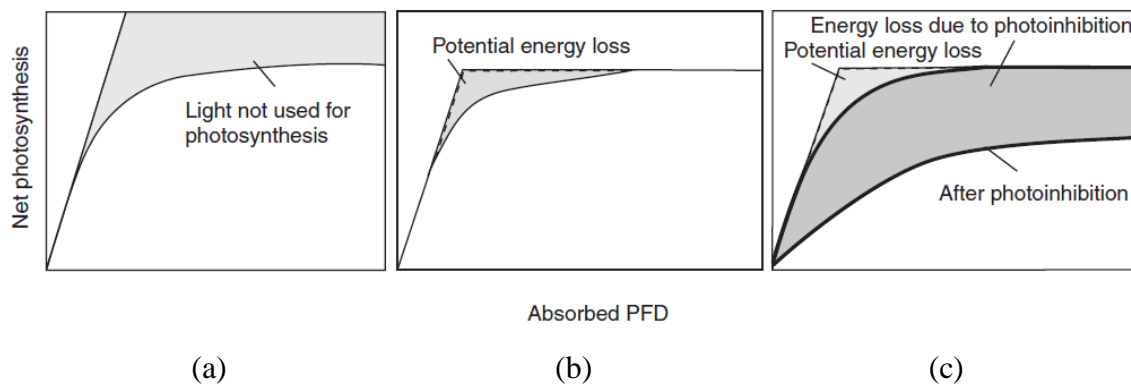 Net photosynthesis
Light not used for
photosynthesis
Potential energy loss
Energy loss due to photoinhibition
Potential energy loss
After photoinhibition
Absorbed PFD
(a)
(b)
(c)